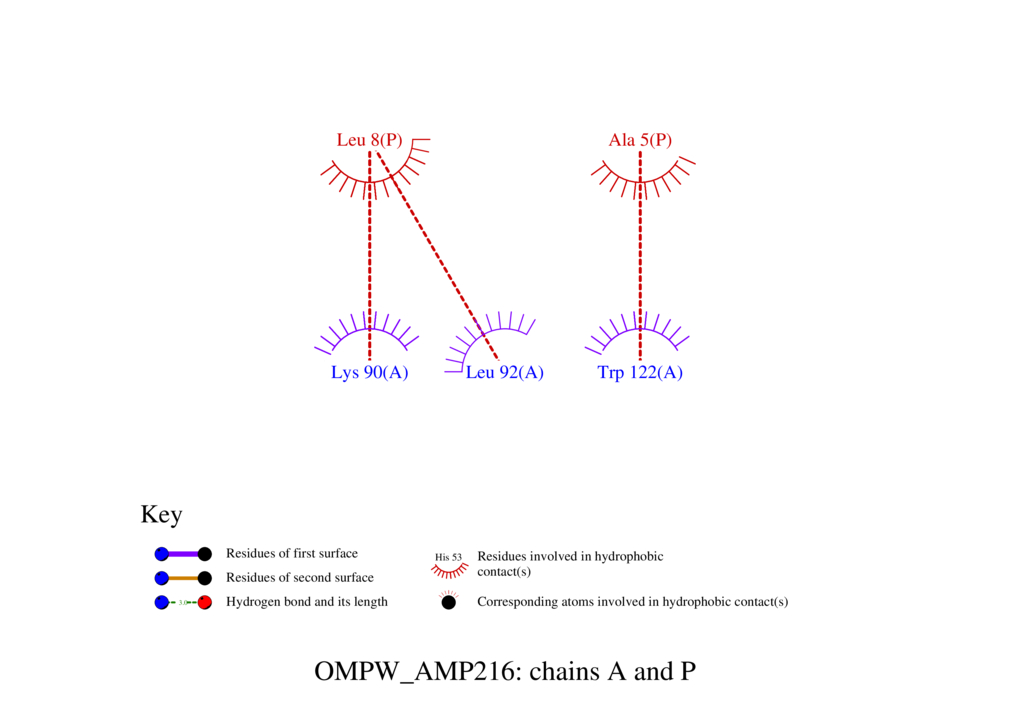 Leu 8(P)
Ala 5(P)
Lys 90(A)
Leu 92(A)
Trp 122(A)
Key
Residues of first surface
Residues of second surface
3.0
Hydrogen bond and its length
His 53
Residues involved in hydrophobic
contact(s)
Corresponding atoms involved in hydrophobic contact(s)
OMPW_AMP216: chains A and P